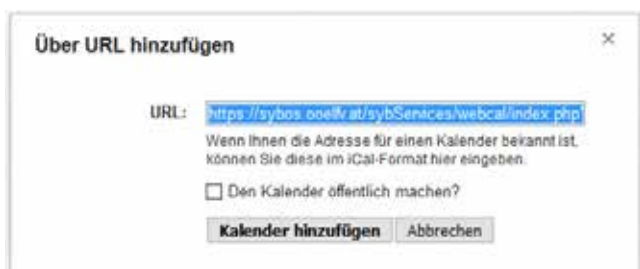 Über URL hinzufügen
URL: https://sybos.ooelfv.at/sybServices/webcal/index.php?
Wenn Ihnen die Adresse für einen Kalender bekannt ist,
können Sie diese im iCal-Format hier eingeben.
Den Kalender öffentlich machen?
Kalender hinzufügen Abbrechen